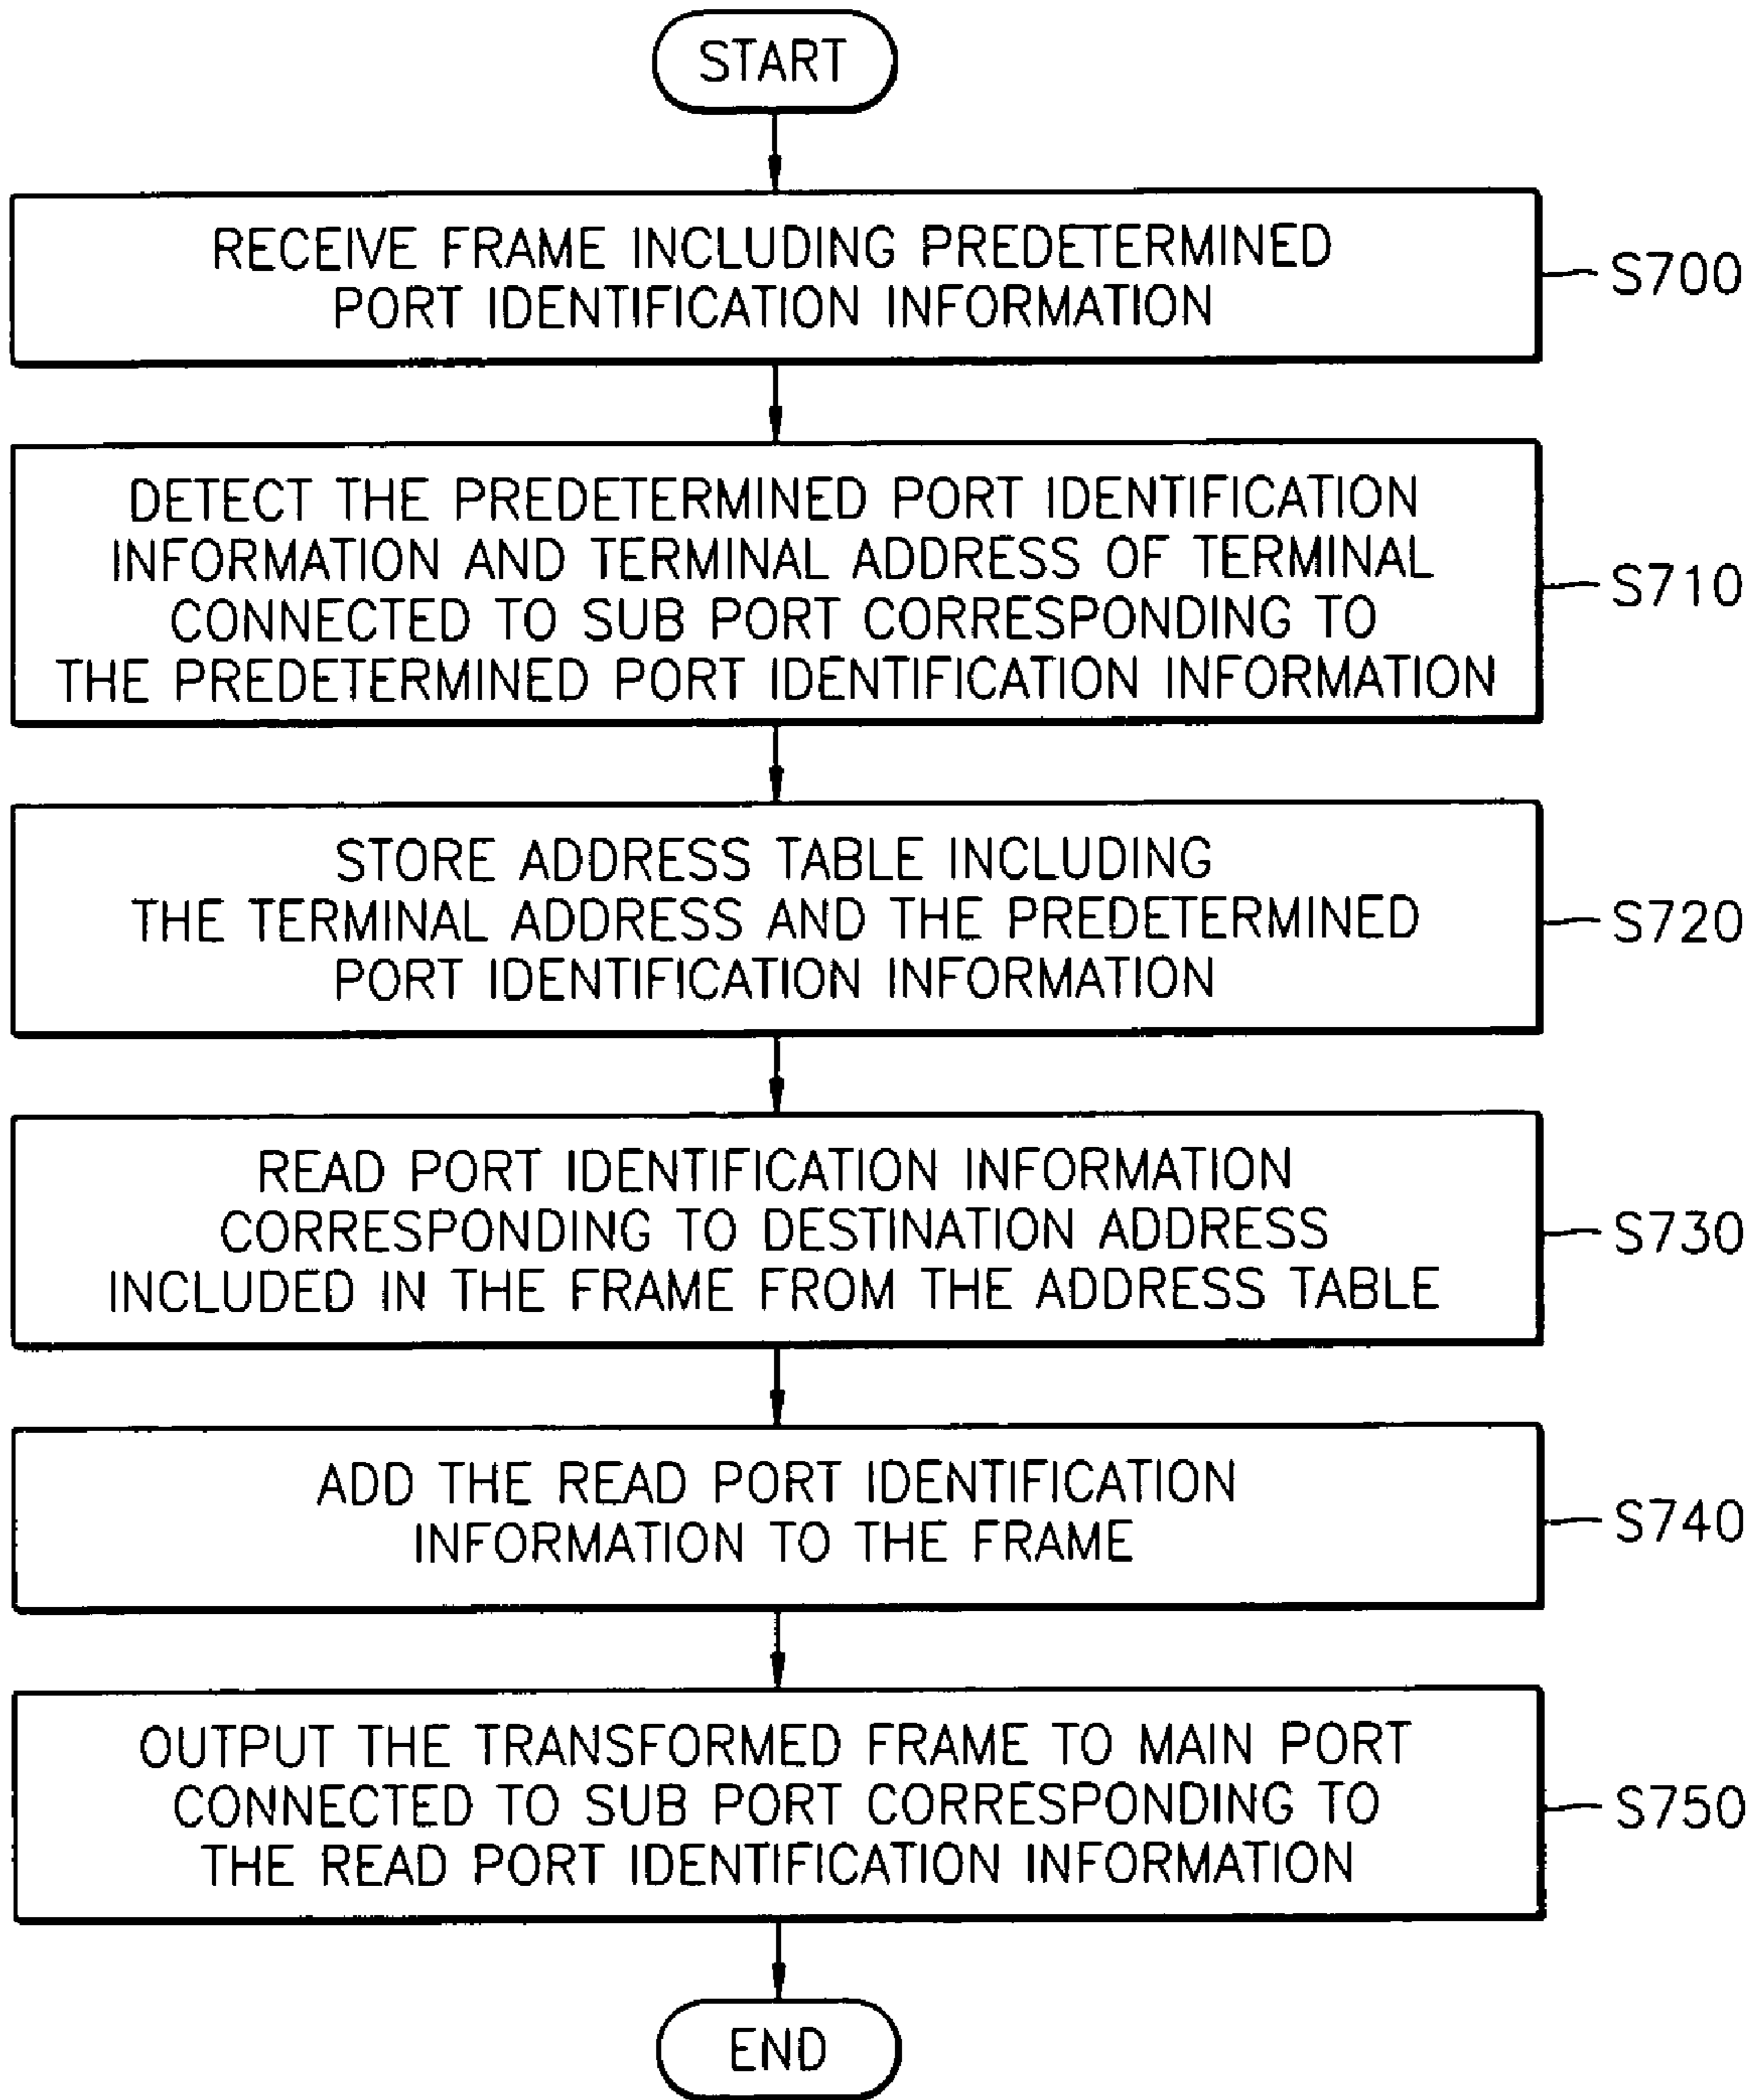 START
RECEIVE FRAME INCLUDING PREDETERMINED
PORT IDENTIFICATION INFORMATION
S700
DETECT THE PREDETERMINED PORT IDENTIFICATION
INFORMATION AND TERMINAL ADDRESS OF TERMINAL
CONNECTED TO SUB PORT CORRESPONDING TO
THE PREDETERMINED PORT IDENTIFICATION INFORMATION
S710
STORE ADDRESS TABLE INCLUDING
THE TERMINAL ADDRESS AND THE PREDETERMINED
PORT IDENTIFICATION INFORMATION
S720
READ PORT IDENTIFICATION INFORMATION
CORRESPONDING TO DESTINATION ADDRESS
INCLUDED IN THE FRAME FROM THE ADDRESS TABLE
S730
ADD THE READ PORT IDENTIFICATION
INFORMATION TO THE FRAME
S740
OUTPUT THE TRANSFORMED FRAME TO MAIN PORT
CONNECTED TO SUB PORT CORRESPONDING TO
THE READ PORT IDENTIFICATION INFORMATION
S750
END